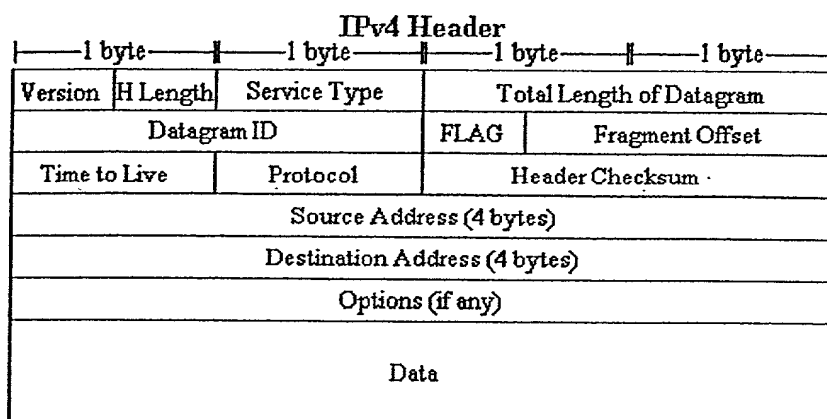 IPv4 Header
1 byte 1 byte 1 byte 1 byte
Version H Length Service Type Total Length of Datagram
Datagram ID FLAG Fragment Offset
Time to Live Protocol Header Checksum
Source Address (4 bytes)
Destination Address (4 bytes)
Options (if any)
Data